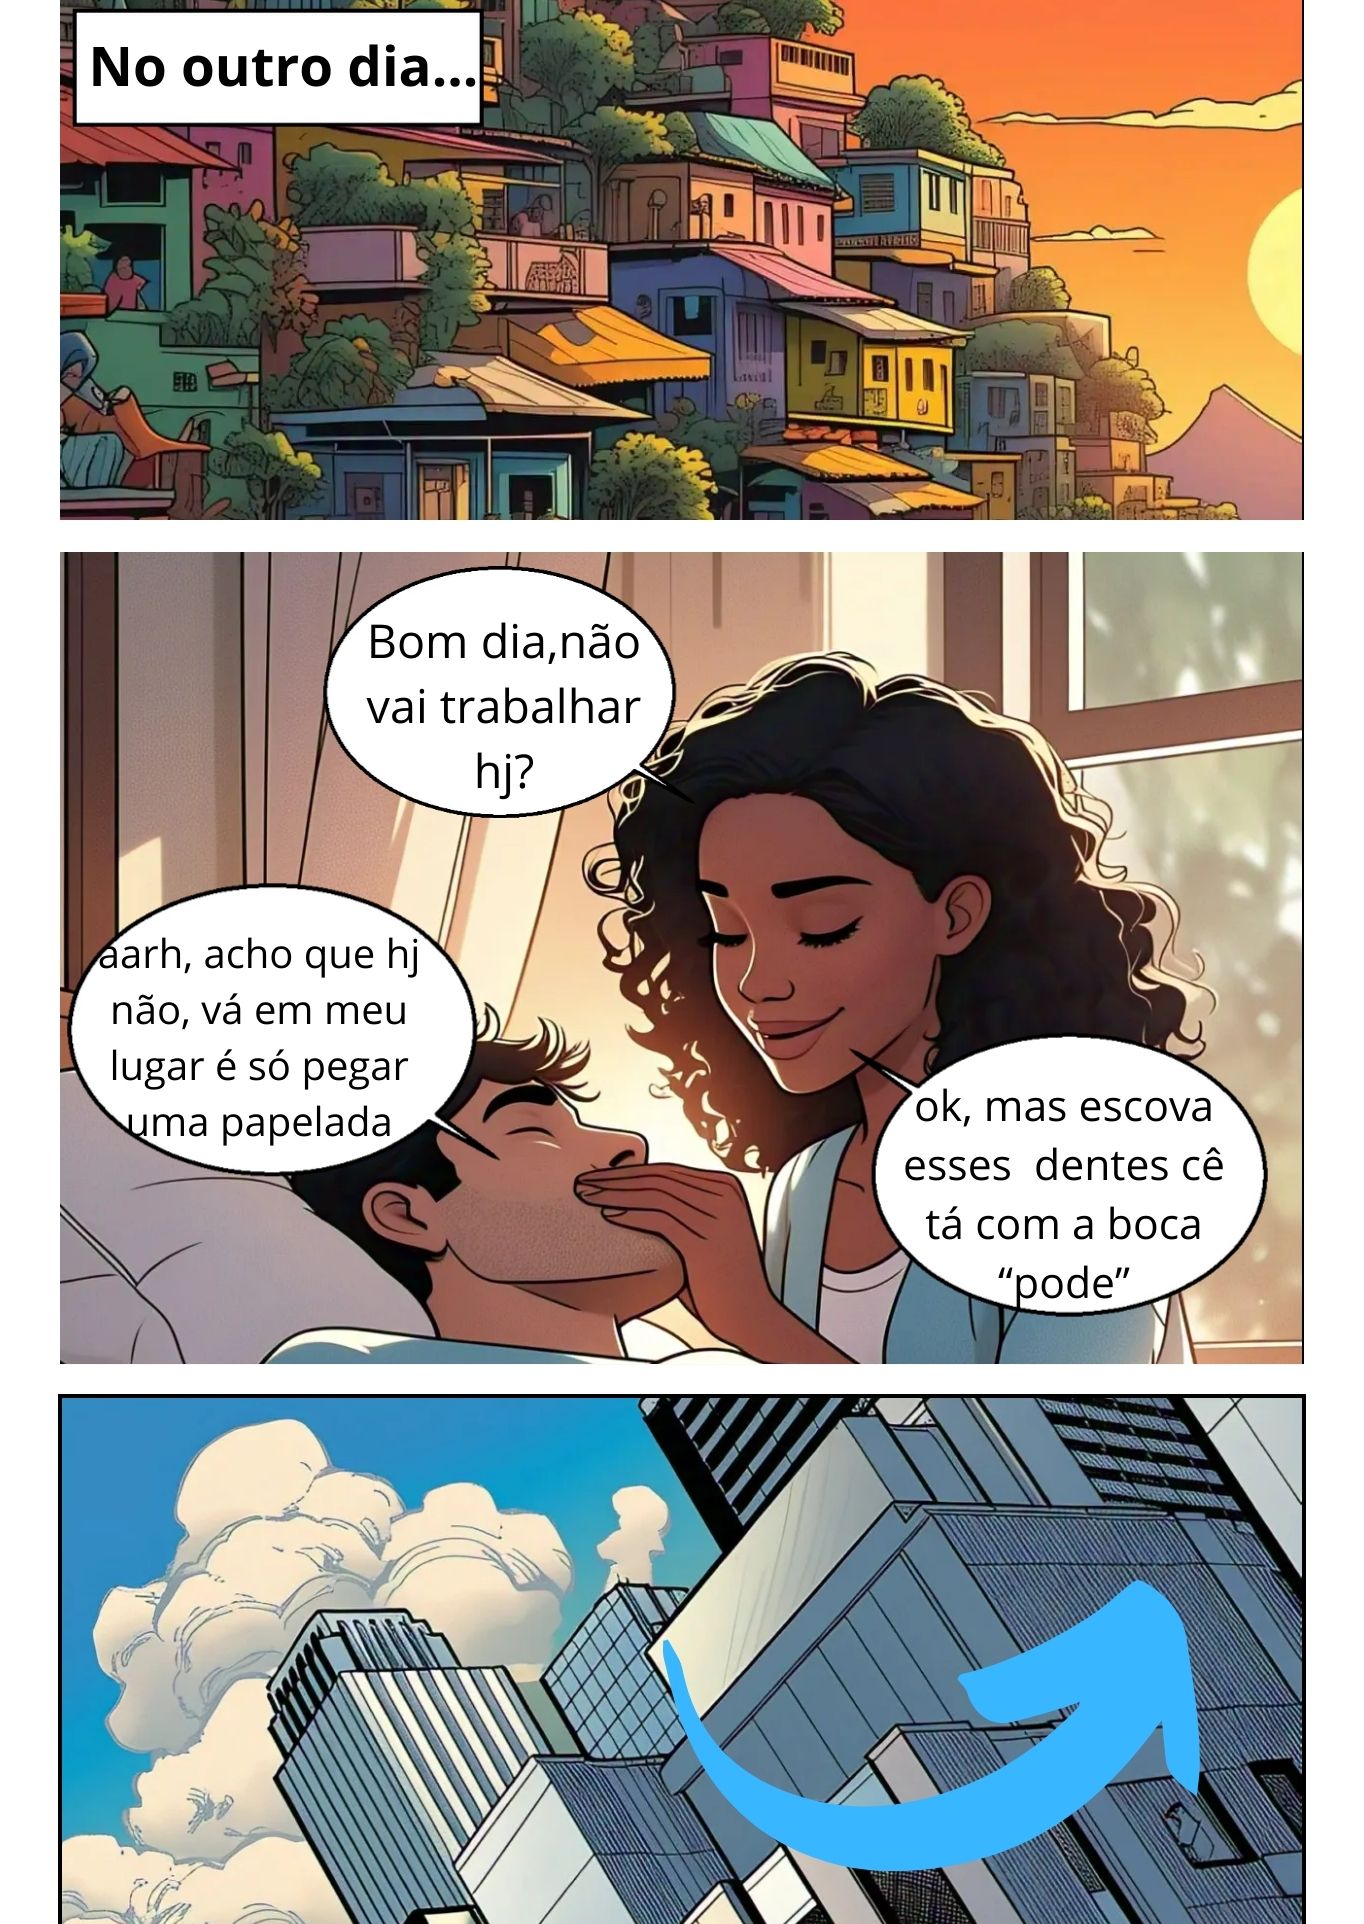 No outro dia...
Bom dia,não
vai trabalhar
hj?
aarh, acho que hj
não, vá em meu
lugar é só pegar
uma papelada
ok, mas escova
esses  dentes cê
tá com a boca
“pode”